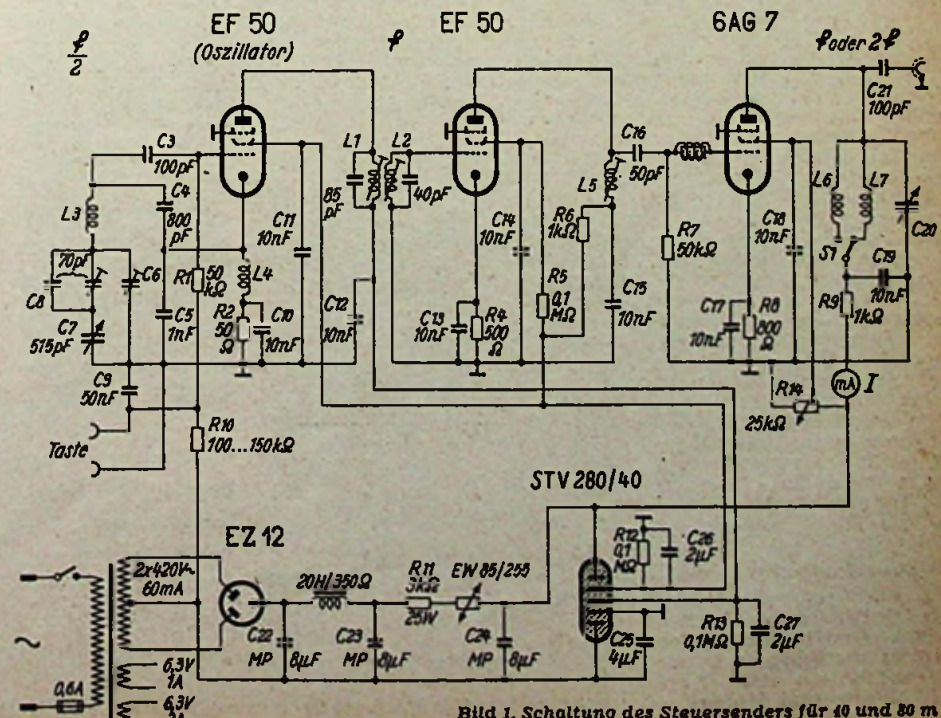 EF 50
(Oszillator)
EF 50
6AG 7
f/2
f
f oder 2f
C21
100pF
C3
100pF
C4
800
pF
L3
70pF
C6
C8
C7
515pF
R1
50
kΩ
C5
1nF
L4
R2
50
Ω
C10
10nF
C11
10nF
L1
L2
85
pF
40pF
C12
10nF
C13
10nF
R4
500
Ω
C14
10nF
R5
0,1
MΩ
R6
1kΩ
L5
C16
50pF
C15
10nF
R7
50kΩ
C17
10nF
R8
800
Ω
C18
10nF
L6
L7
C20
S1
C19
10nF
R9
1kΩ
mA
I
R14
25kΩ
C9
50nF
Taste
R10
100...150kΩ
STV 280/40
EZ 12
2x420V~
60mA
20H/350Ω
R11
3kΩ
25W
EW 85/255
C22
MP
8µF
C23
MP
8µF
C24
MP
8µF
R12
0,1
MΩ
C26
2µF
C25
4µF
R13
0,1MΩ
C27
2µF
~
0,6A
6,3V
1A
6,3V
Bild 1. Schaltung des Steuersenders für 40 und 80 m